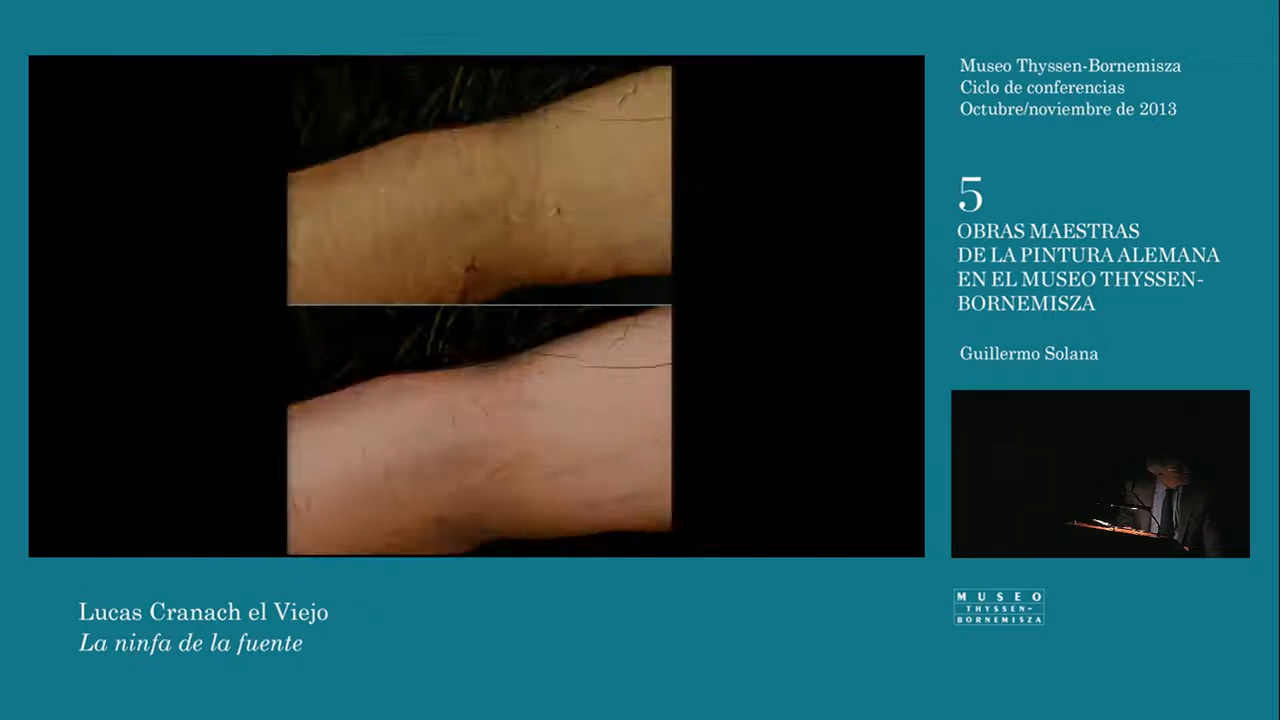 Museo Thyssen-Bornemisza
Ciclo de conferencias
Octubre/noviembre de 2013
5
OBRAS MAESTRAS
DE LA PINTURA ALEMANA
EN EL MUSEO THYSSEN-
BORNEMISZA
Guillermo Solana
MUSEO
THYSSEN-
BORNEMISZA
Lucas Cranach el Viejo
La ninfa de la fuente